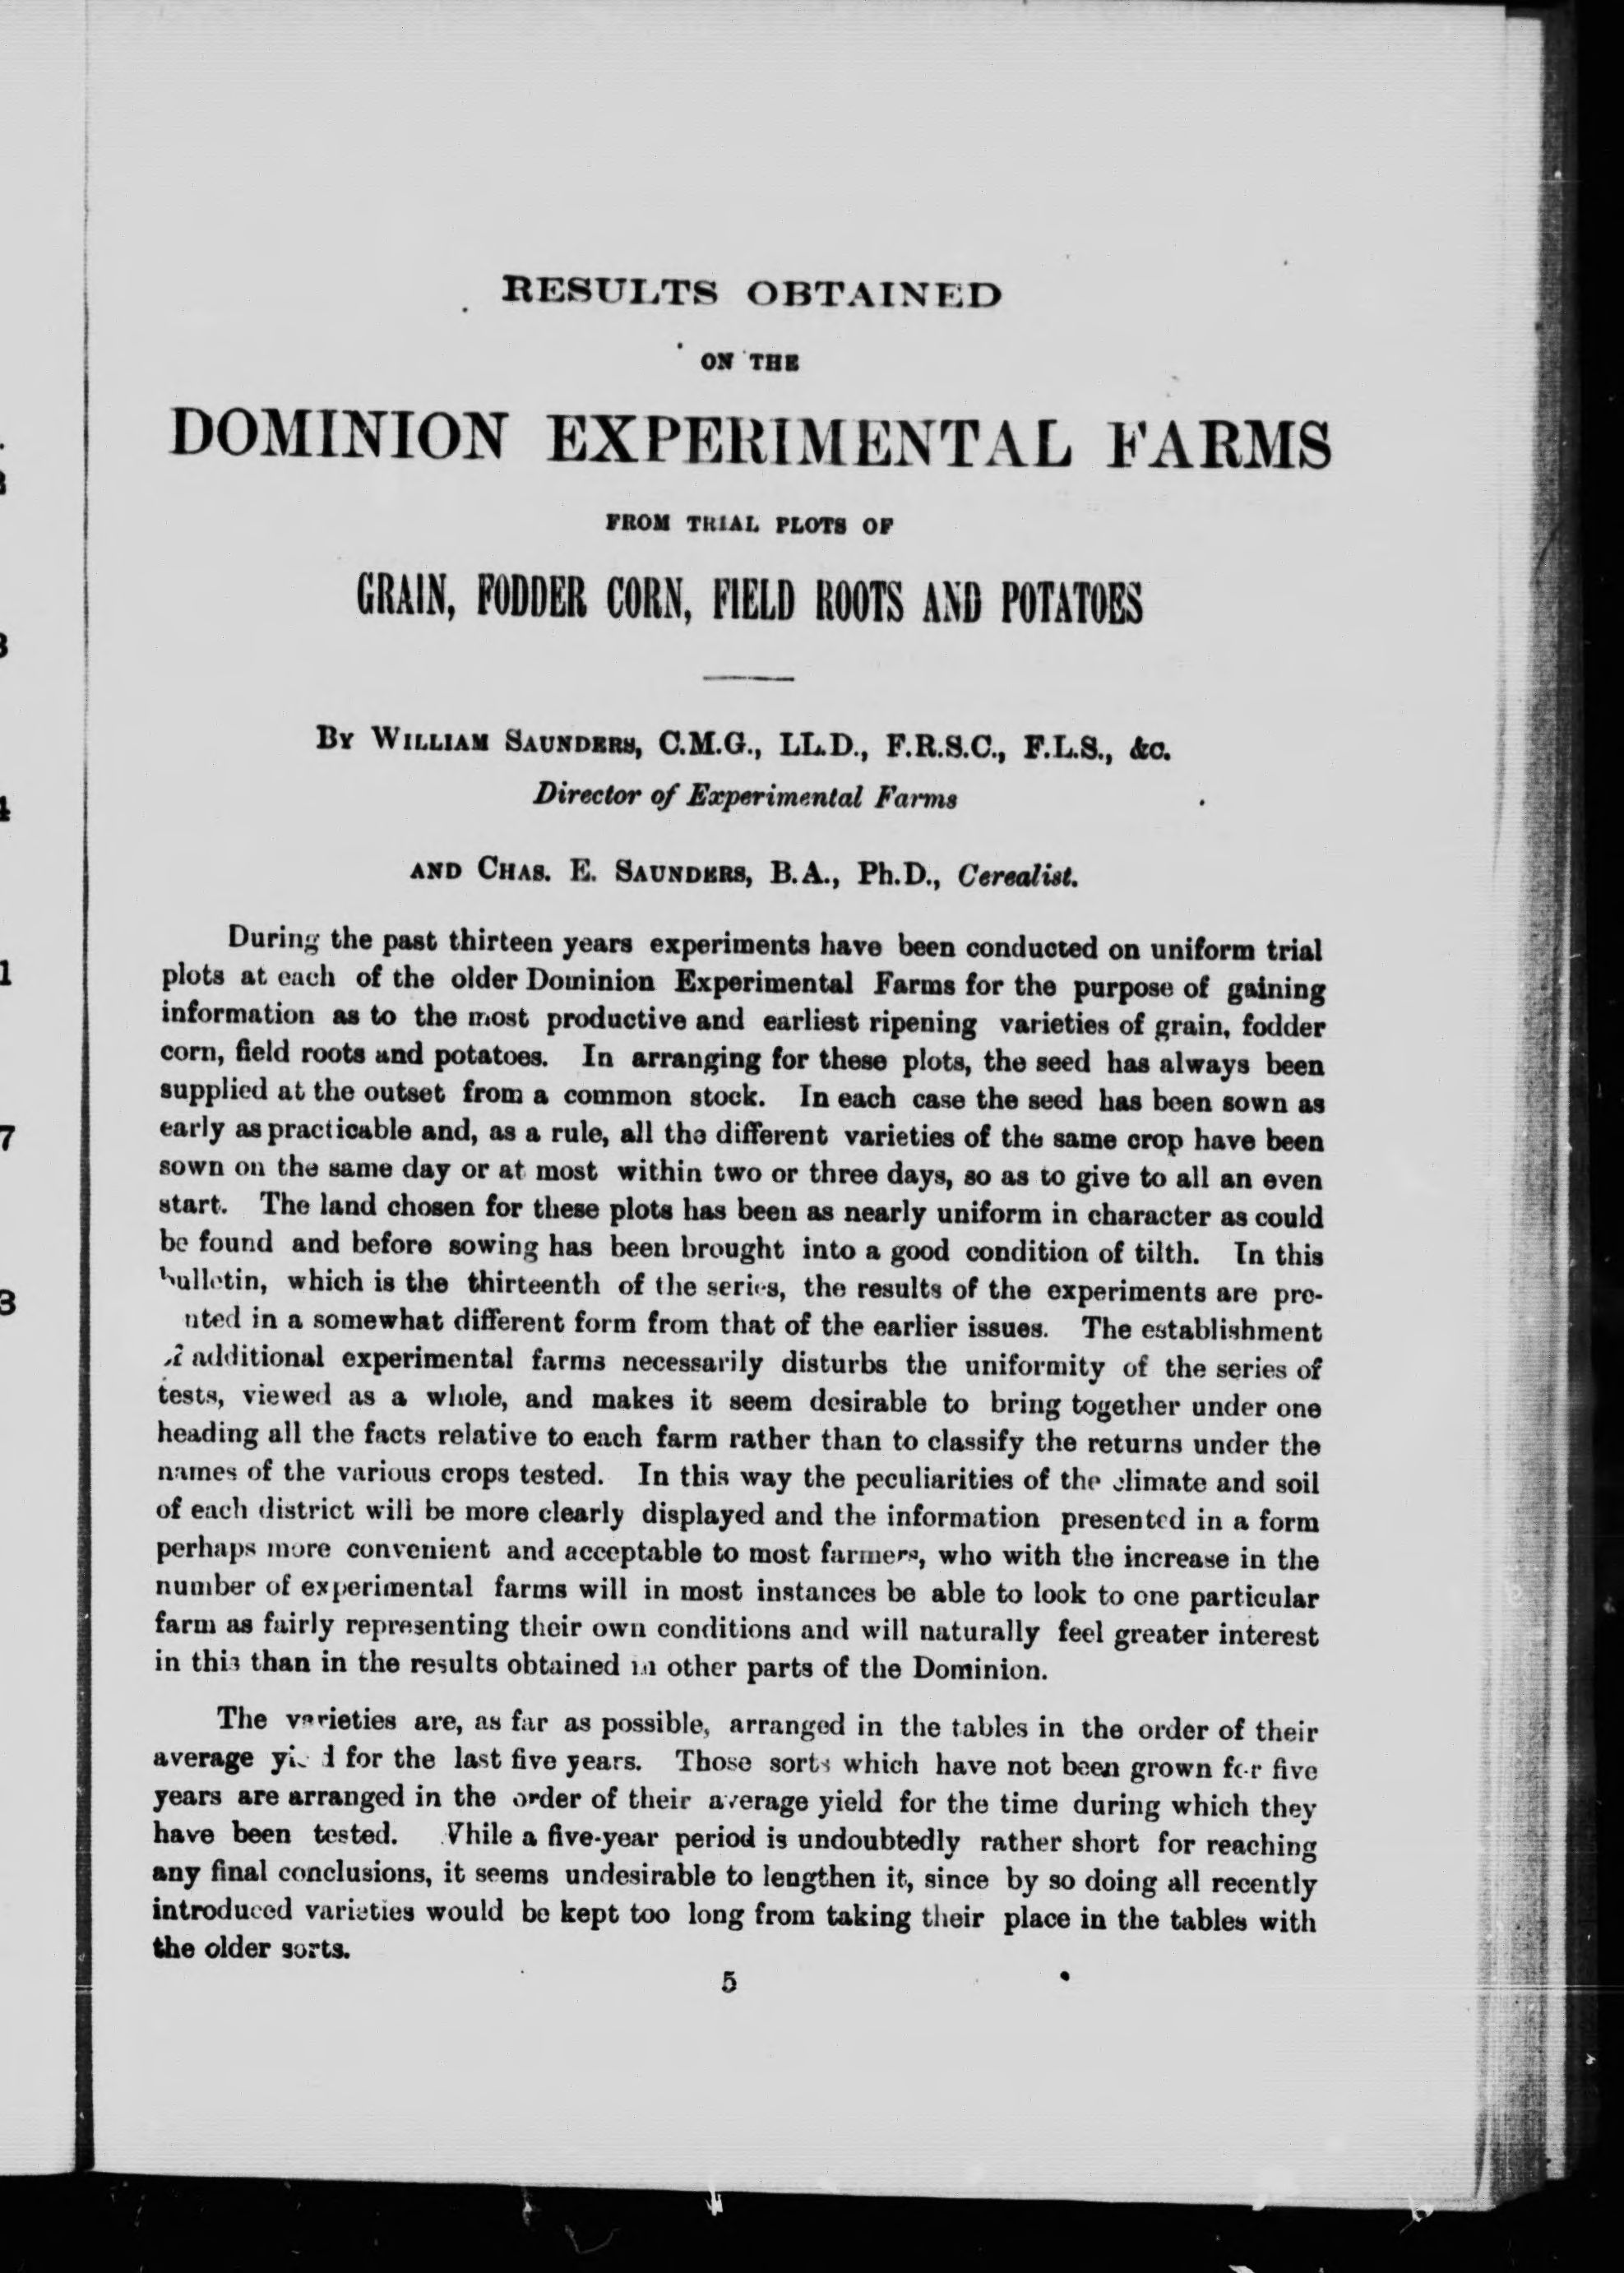 RESULTS OBTAINED
ON THE
DOMINION EXPERIMENTAL FARMS
FROM TRIAL PLOTS OF
GRAIN, FODDER CORN, FIELD ROOTS AND POTATOES
By William Saunders, C.M.G., LL.D., F.R.S.C., F.L.S., &c.
Director of Experimental Farms
and Chas. E. Saunders, B.A., Ph.D., Cerealist.
During the past thirteen years experiments have been conducted on uniform trial
plots at each of the older Dominion Experimental Farms for the purpose of gaining
information as to the most productive and earliest ripening varieties of grain, fodder
corn, field roots and potatoes. In arranging for these plots, the seed has always been
supplied at the outset from a common stock. In each case the seed has been sown as
early as practicable and, as a rule, all the different varieties of the same crop have been
sown on the same day or at most within two or three days, so as to give to all an even
start. The land chosen for these plots has been as nearly uniform in character as could
be found and before sowing has been brought into a good condition of tilth. In this
bulletin, which is the thirteenth of the series, the results of the experiments are pre-
nted in a somewhat different form from that of the earlier issues. The establishment
additional experimental farms necessarily disturbs the uniformity of the series of
tests, viewed as a whole, and makes it seem desirable to bring together under one
heading all the facts relative to each farm rather than to classify the returns under the
names of the various crops tested. In this way the peculiarities of the climate and soil
of each district will be more clearly displayed and the information presented in a form
perhaps more convenient and acceptable to most farmers, who with the increase in the
number of experimental farms will in most instances be able to look to one particular
farm as fairly representing their own conditions and will naturally feel greater interest
in this than in the results obtained in other parts of the Dominion.
The varieties are, as far as possible, arranged in the tables in the order of their
average yield for the last five years. Those sorts which have not been grown for five
years are arranged in the order of their average yield for the time during which they
have been tested. While a five-year period is undoubtedly rather short for reaching
any final conclusions, it seems undesirable to lengthen it, since by so doing all recently
introduced varieties would be kept too long from taking their place in the tables with
the older sorts.
5